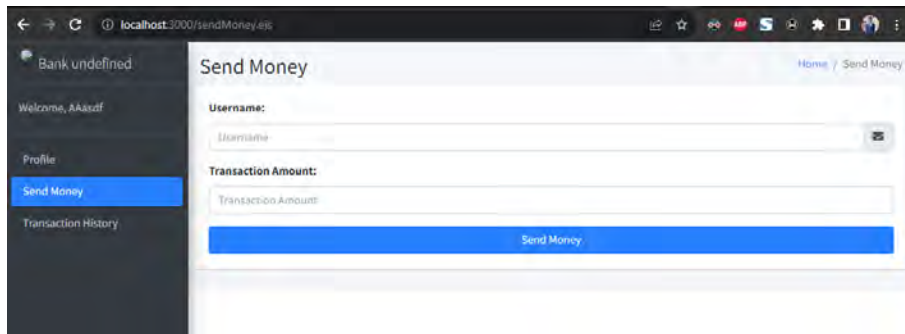 localhost:3000/sendMoney.ejs
Bank undefined
Send Money
Home / Send Money
Welcome, AAasdf
Username:
Username
Profile
Transaction Amount:
Send Money
Transaction Amount
Transaction History
Send Money